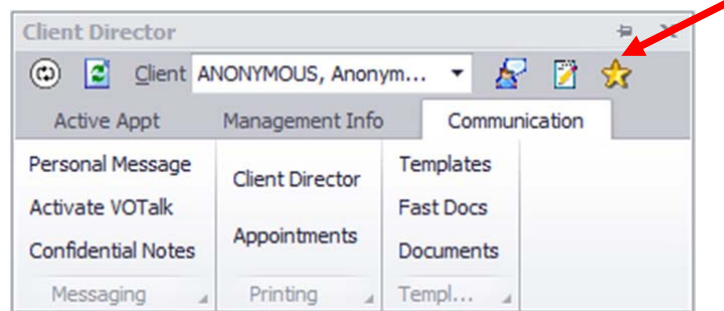 Client Director
Client ANONYMOUS, Anonym...
Active Appt Management Info Communication
Personal Message
Activate VOTalk
Confidential Notes
Messaging
Client Director
Appointments
Printing
Templates
Fast Docs
Documents
Templ...